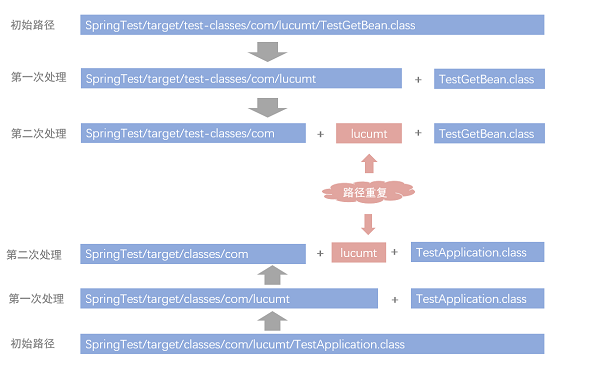 初始路径 SpringTest/target/test-classes/com/lucumt/TestGetBean.class
第一次处理 SpringTest/target/test-classes/com/lucumt + TestGetBean.class
第二次处理 SpringTest/target/test-classes/com + lucumt + TestGetBean.class
路径重复
第二次处理 SpringTest/target/classes/com + lucumt + TestApplication.class
第一次处理 SpringTest/target/classes/com/lucumt + TestApplication.class
初始路径 SpringTest/target/classes/com/lucumt/TestApplication.class